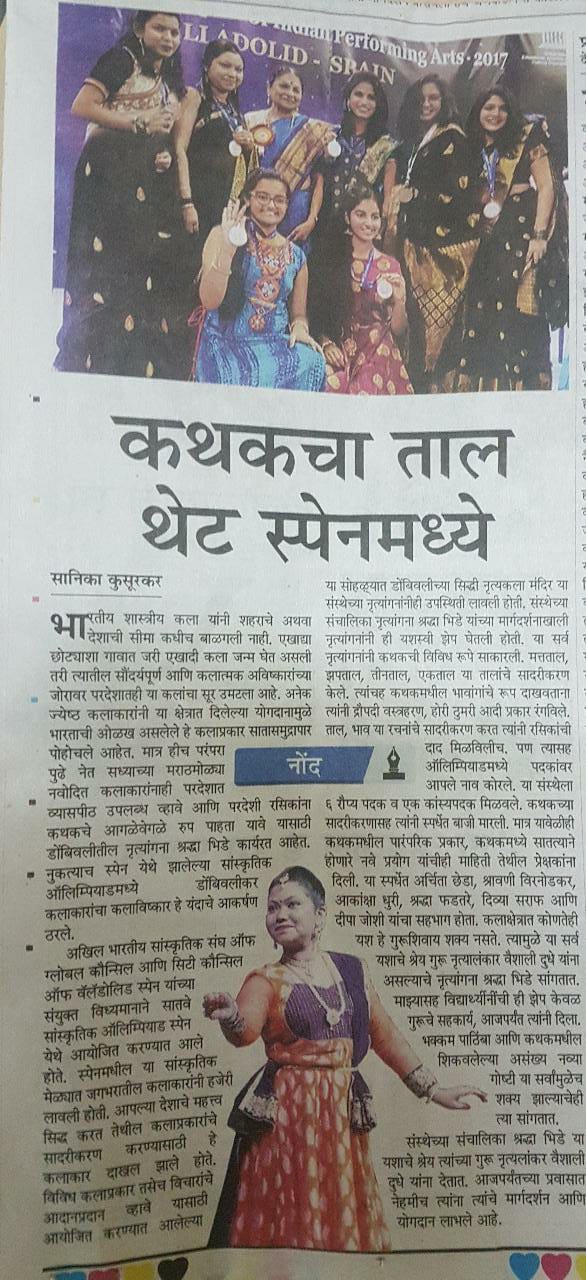 of Indian Performing Arts - 2017
LLADOLID - SPAIN
कथकचा ताल
थेट स्पेनमध्ये
सानिका कुसूरकर
भारतीय शास्त्रीय कला यांनी शहराचे अथवा
देशाची सीमा कधीच बाळगली नाही. एखाद्या
छोट्याशा गावात जरी एखादी कला जन्म घेत असली
तरी त्यातील सौंदर्यपूर्ण आणि कलात्मक अविष्कारांच्या
जोरावर परदेशातही या कलांचा सूर उमटला आहे. अनेक
ज्येष्ठ कलाकारांनी या क्षेत्रात दिलेल्या योगदानामुळे
भारताची ओळख असलेले हे कलाप्रकार सातासमुद्रापार
पोहोचले आहेत. मात्र हीच परंपरा
पुढे नेत सध्याच्या मराठमोळ्या
नवोदित कलाकारांनाही परदेशात
व्यासपीठ उपलब्ध व्हावे आणि परदेशी रसिकांना
कथकचे आगळेवेगळे रुप पाहता यावे यासाठी
डोंबिवलीतील नृत्यांगना श्रद्धा भिडे कार्यरत आहेत.
नुकत्याच स्पेन येथे झालेल्या सांस्कृतिक
ऑलिम्पियाडमध्ये डोंबिवलीकर
कलाकारांचा कलाविष्कार हे यंदाचे आकर्षण
ठरले.
अखिल भारतीय सांस्कृतिक संघ ऑफ
ग्लोबल कौन्सिल आणि सिटी कौन्सिल
ऑफ वॅलॅडोलिड स्पेन यांच्या
संयुक्त विध्यमानाने सातवे
सांस्कृतिक ऑलिम्पियाड स्पेन
येथे आयोजित करण्यात आले
होते. स्पेनमधील या सांस्कृतिक
मेळ्यात जगभरातील कलाकारांनी हजेरी
लावली होती. आपल्या देशाचे महत्त्व
सिद्ध करत तेथील कलाप्रकारांचे
सादरीकरण करण्यासाठी हे
कलाकार दाखल झाले होते.
विविध कलाप्रकार तसेच विचारांचे
आदानप्रदान व्हावे यासाठी
आयोजित करण्यात आलेल्या
नोंद
या सोहळ्यात डोंबिवलीच्या सिद्धी नृत्यकला मंदिर या
संस्थेच्या नृत्यांगनांनीही उपस्थिती लावली होती. संस्थेच्या
संचालिका नृत्यांगना श्रद्धा भिडे यांच्या मार्गदर्शनाखाली
नृत्यांगनांनी ही यशस्वी झेप घेतली होती. या सर्व
नृत्यांगनांनी कथकची विविध रूपे साकारली. मत्तताल,
झपताल, तीनताल, एकताल या तालांचे सादरीकरण
केले. त्याचह कथकमधील भावांगांचे रूप दाखवताना
त्यांनी द्रौपदी वस्त्रहरण, होरी ठुमरी आदी प्रकार रंगविले.
ताल, भाव या रचनांचे सादरीकरण करत त्यांनी रसिकांची
दाद मिळविलीच. पण त्यासह
ऑलिम्पियाडमध्ये पदकांवर
आपले नाव कोरले. या संस्थेला
६ रौप्य पदक व एक कांस्यपदक मिळवले. कथकच्या
सादरीकरणासह त्यांनी स्पर्धेत बाजी मारली. मात्र यावेळीही
कथकमधील पारंपरिक प्रकार, कथकमध्ये सातत्याने
होणारे नवे प्रयोग यांचीही माहिती तेथील प्रेक्षकांना
दिली. या स्पर्धेत अर्चिता छेडा, श्रावणी विरनोडकर,
आकांक्षा धुरी, श्रद्धा फडतरे, दिव्या सराफ आणि
दीपा जोशी यांचा सहभाग होता. कलाक्षेत्रात कोणतेही
यश हे गुरूशिवाय शक्य नसते. त्यामुळे या सर्व
यशाचे श्रेय गुरू नृत्यालंकार वैशाली दुधे यांना
असल्याचे नृत्यांगना श्रद्धा भिडे सांगतात.
माझ्यासह विद्यार्थीनींची ही झेप केवळ
गुरूचे सहकार्य, आजपर्यंत त्यांनी दिला.
भक्कम पाठिंबा आणि कथकमधील
शिकवलेल्या असंख्य नव्या
गोष्टी या सर्वांमुळेच
शक्य झाल्याचेही
त्या सांगतात.
संस्थेच्या संचालिका श्रद्धा भिडे या
यशाचे श्रेय त्यांच्या गुरू नृत्यलांकर वैशाली
दुधे यांना देतात. आजपर्यंतच्या प्रवासात
नेहमीच त्यांना त्यांचे मार्गदर्शन आणि
योगदान लाभले आहे.